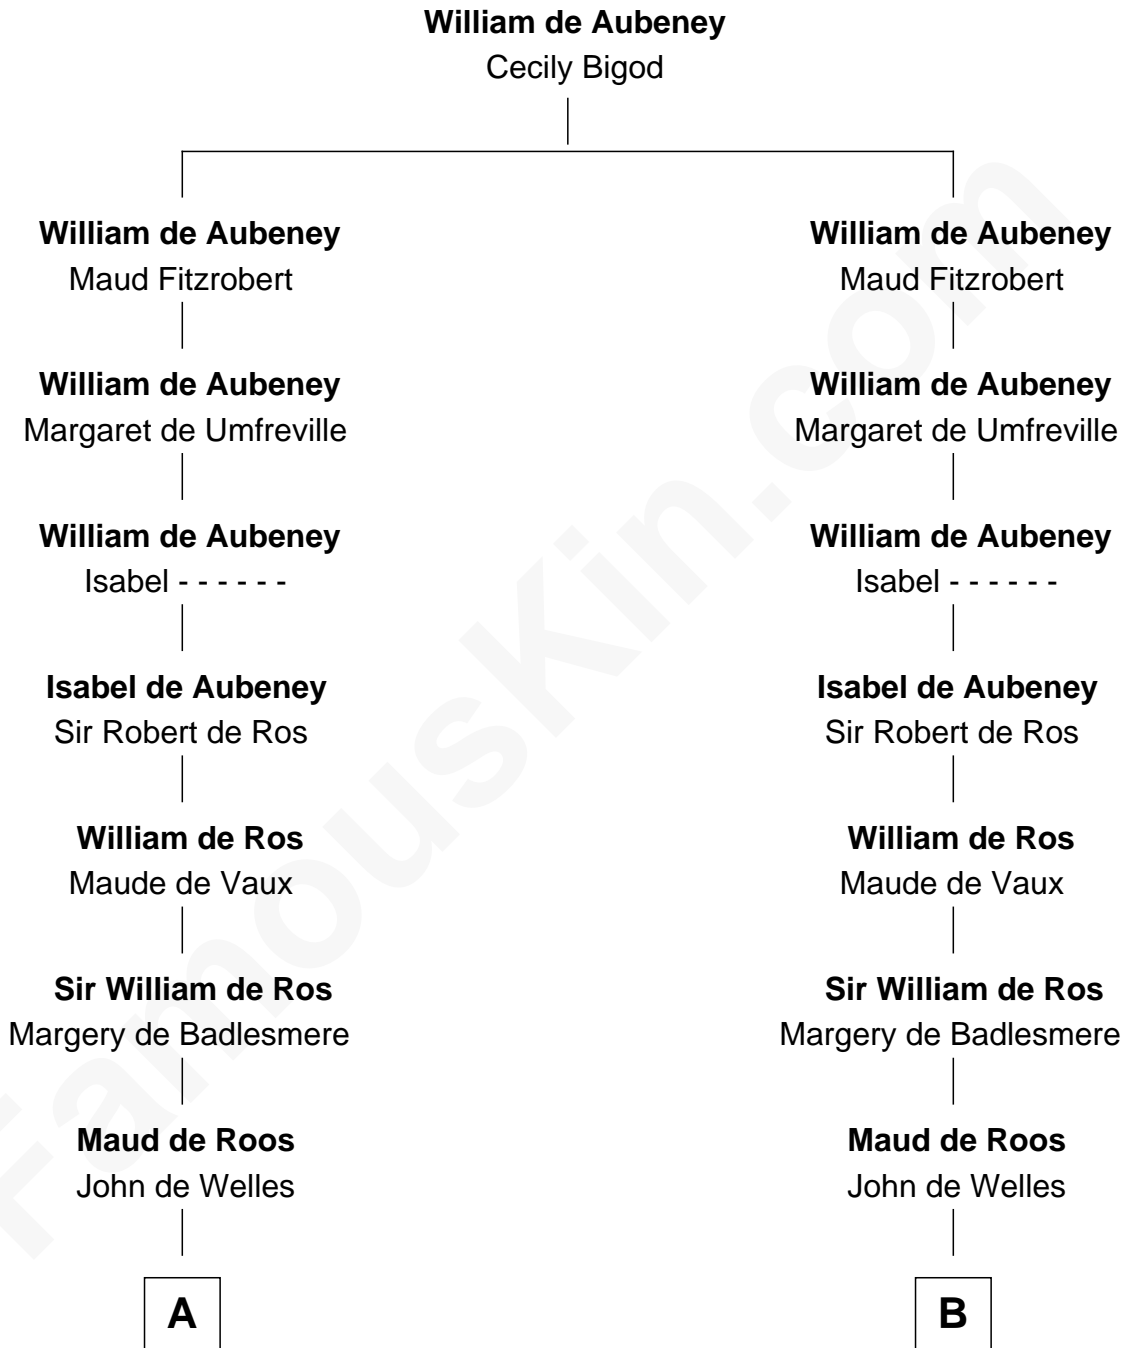 William de Aubeney
Cecily Bigod
William de Aubeney
Maud Fitzrobert
William de Aubeney
Margaret de Umfreville
William de Aubeney
Isabel - - - - - -
Isabel de Aubeney
Sir Robert de Ros
William de Ros
Maude de Vaux
Sir William de Ros
Margery de Badlesmere
Maud de Roos
John de Welles
A
William de Aubeney
Maud Fitzrobert
William de Aubeney
Margaret de Umfreville
William de Aubeney
Isabel - - - - - -
Isabel de Aubeney
Sir Robert de Ros
William de Ros
Maude de Vaux
Sir William de Ros
Margery de Badlesmere
Maud de Roos
John de Welles
B
FamousKin.com